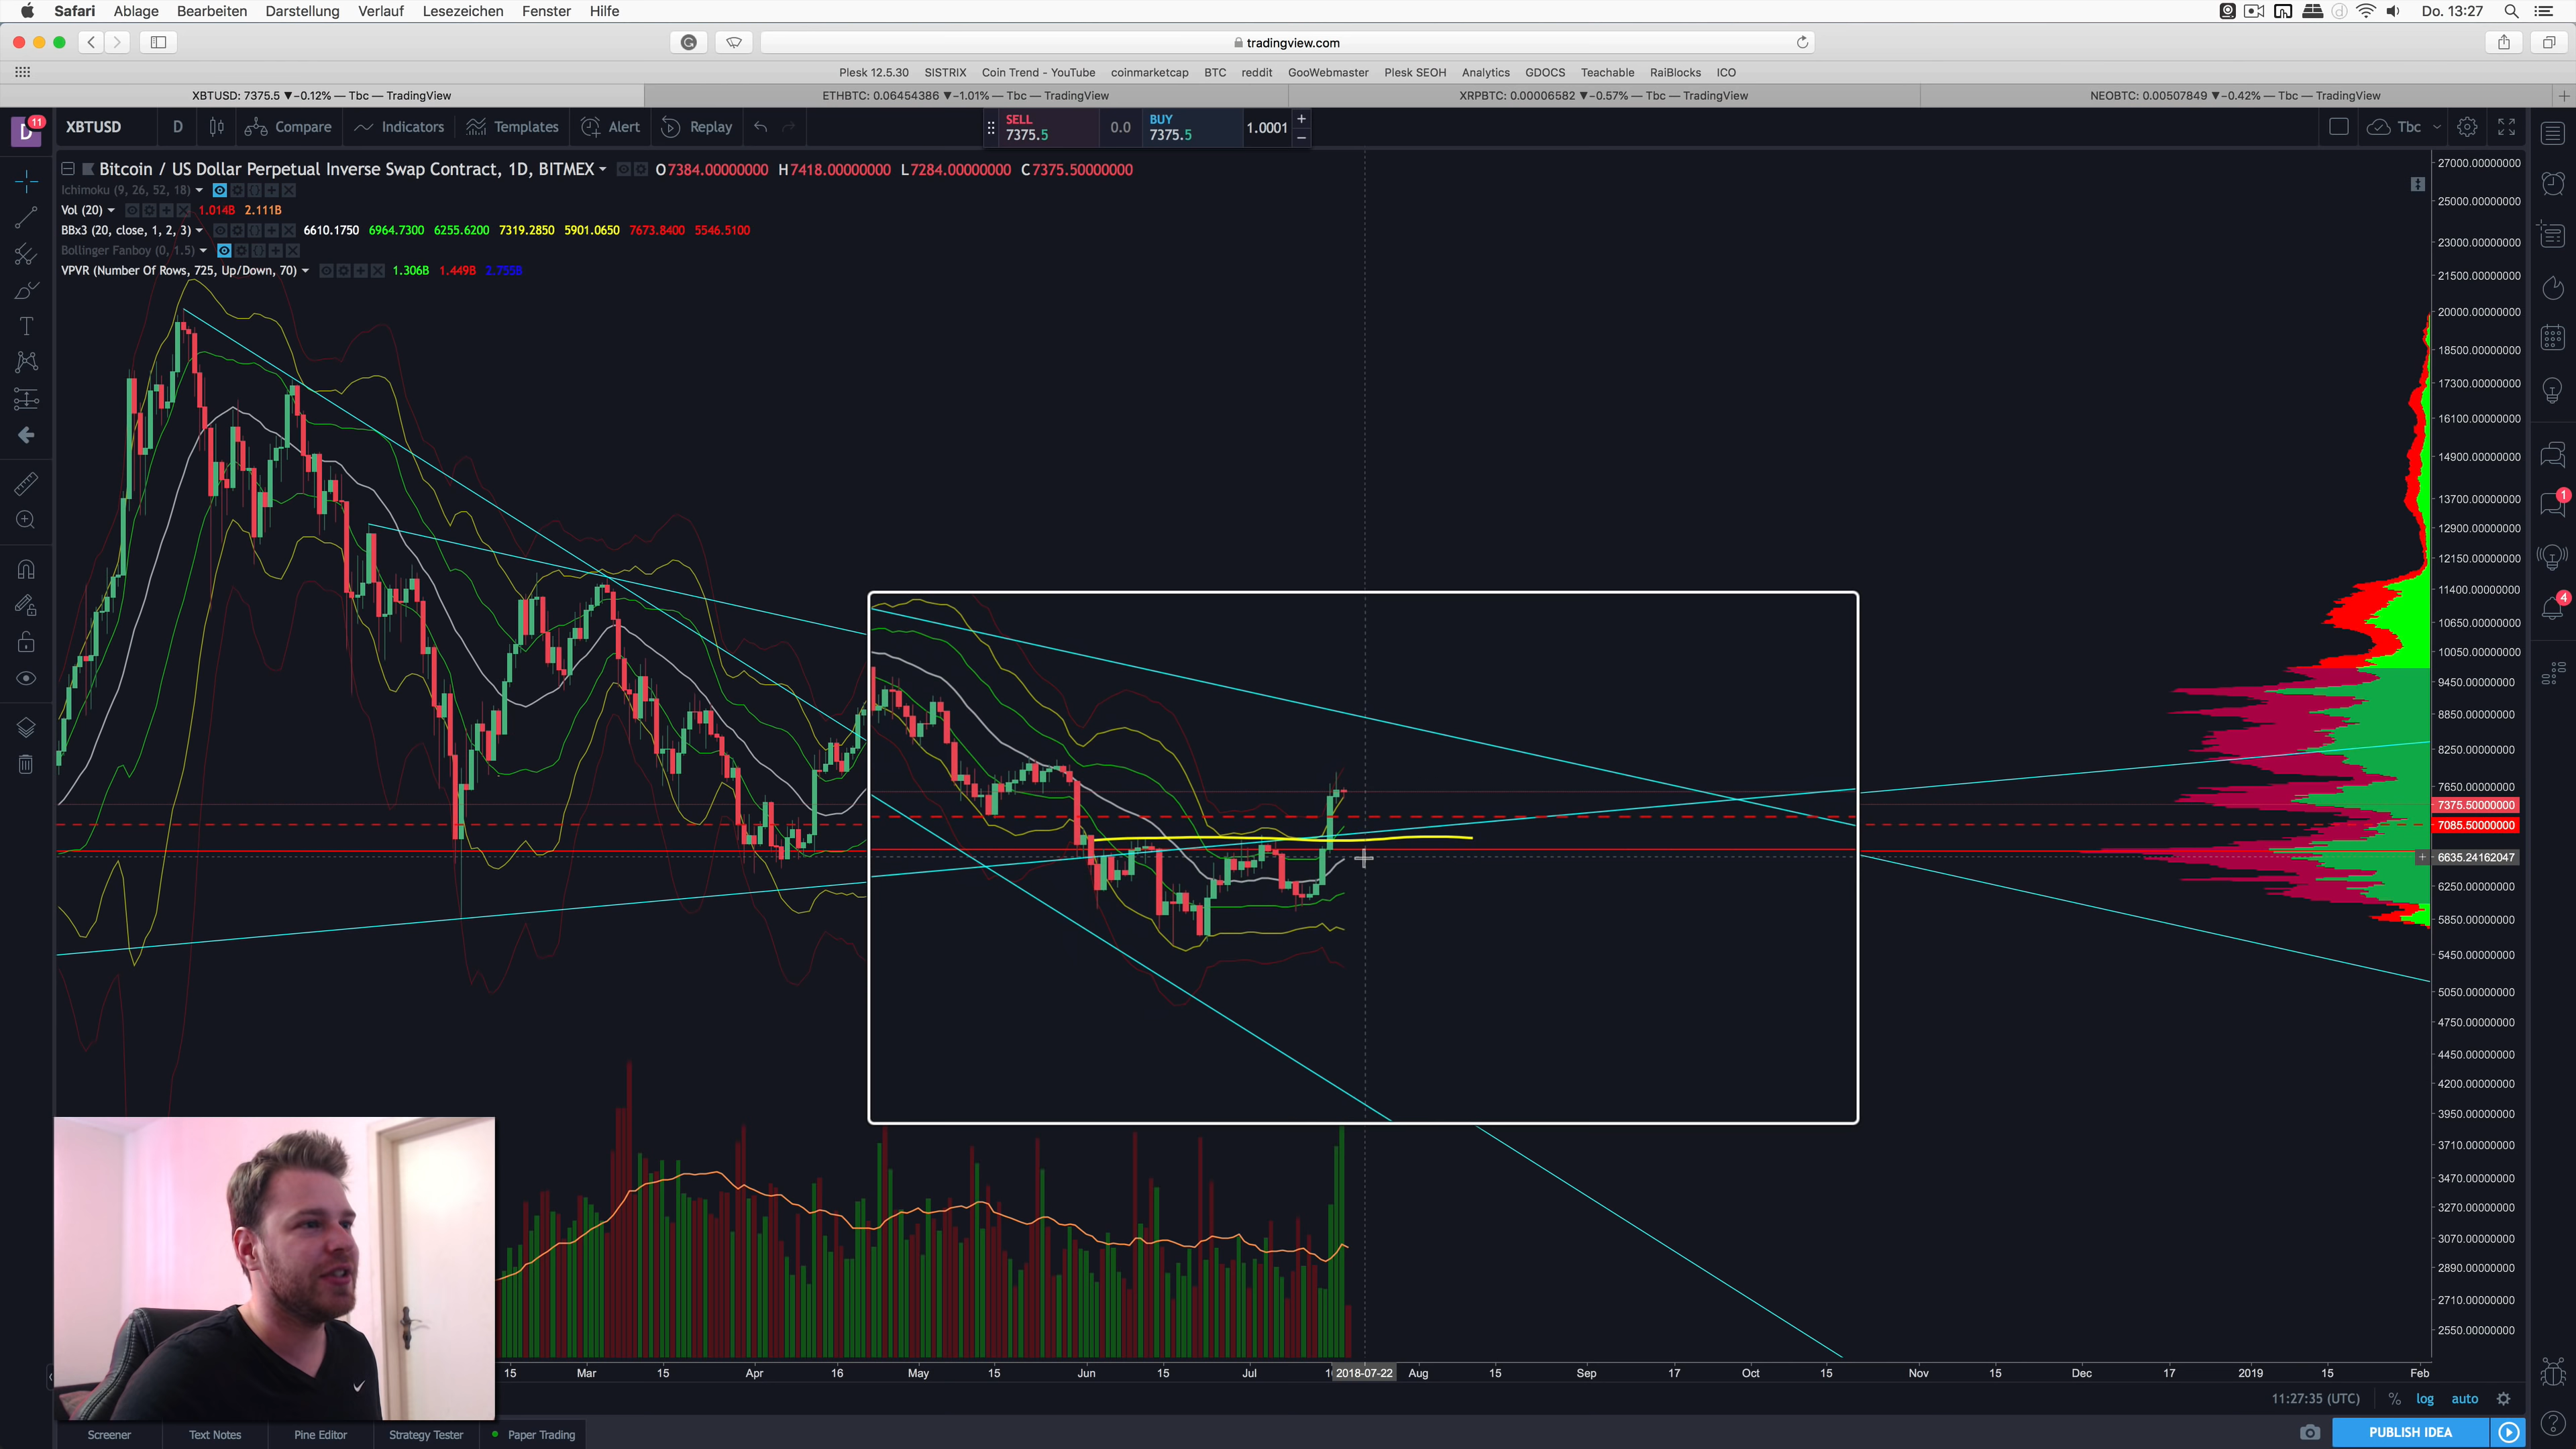 Safari Ablage Bearbeiten Darstellung Verlauf Lesezeichen Fenster Hilfe Do. 13:27
tradingview.com
Plesk 12.5.30 SISTRIX Coin Trend - YouTube coinmarketcap BTC reddit GooWebmaster Plesk SEOH Analytics GDOCS Teachable RaiBlocks ICO
XBTUSD: 7375.5 ▼−0.12% — Tbc — TradingView ETHBTC: 0.06454386 ▼−1.01% — Tbc — TradingView XRPBTC: 0.00006582 ▼−0.57% — Tbc — TradingView NEOBTC: 0.00507849 ▼−0.42% — Tbc — TradingView
D 11 XBTUSD D Compare Indicators Templates Alert Replay SELL 7375.5 0.0 BUY 7375.5 1.0001 Tbc
Bitcoin / US Dollar Perpetual Inverse Swap Contract, 1D, BITMEX O7384.00000000 H7418.00000000 L7284.00000000 C7375.50000000
Ichimoku (9, 26, 52, 18)
Vol (20) 1.014B 2.111B
BBx3 (20, close, 1, 2, 3) 6610.1750 6964.7300 6255.6200 7319.2850 5901.0650 7673.8400 5546.5100
Bollinger Fanboy (0, 1.5)
VPVR (Number Of Rows, 725, Up/Down, 70) 1.306B 1.449B 2.755B
27000.00000000
25000.00000000
23000.00000000
21500.00000000
20000.00000000
18500.00000000
17300.00000000
16100.00000000
14900.00000000
13700.00000000
12900.00000000
12150.00000000
11400.00000000
10650.00000000
10050.00000000
9450.00000000
8850.00000000
8250.00000000
7650.00000000
7375.50000000
7085.50000000
6635.24162047
6250.00000000
5850.00000000
5450.00000000
5050.00000000
4750.00000000
4450.00000000
4200.00000000
3950.00000000
3710.00000000
3470.00000000
3270.00000000
3070.00000000
2890.00000000
2710.00000000
2550.00000000
1
4
15 Mar 15 Apr 16 May 15 Jun 15 Jul 2018-07-22 Aug 15 Sep 17 Oct 15 Nov 15 Dec 17 2019 15 Feb
11:27:35 (UTC) % log auto
Screener Text Notes Pine Editor Strategy Tester Paper Trading PUBLISH IDEA